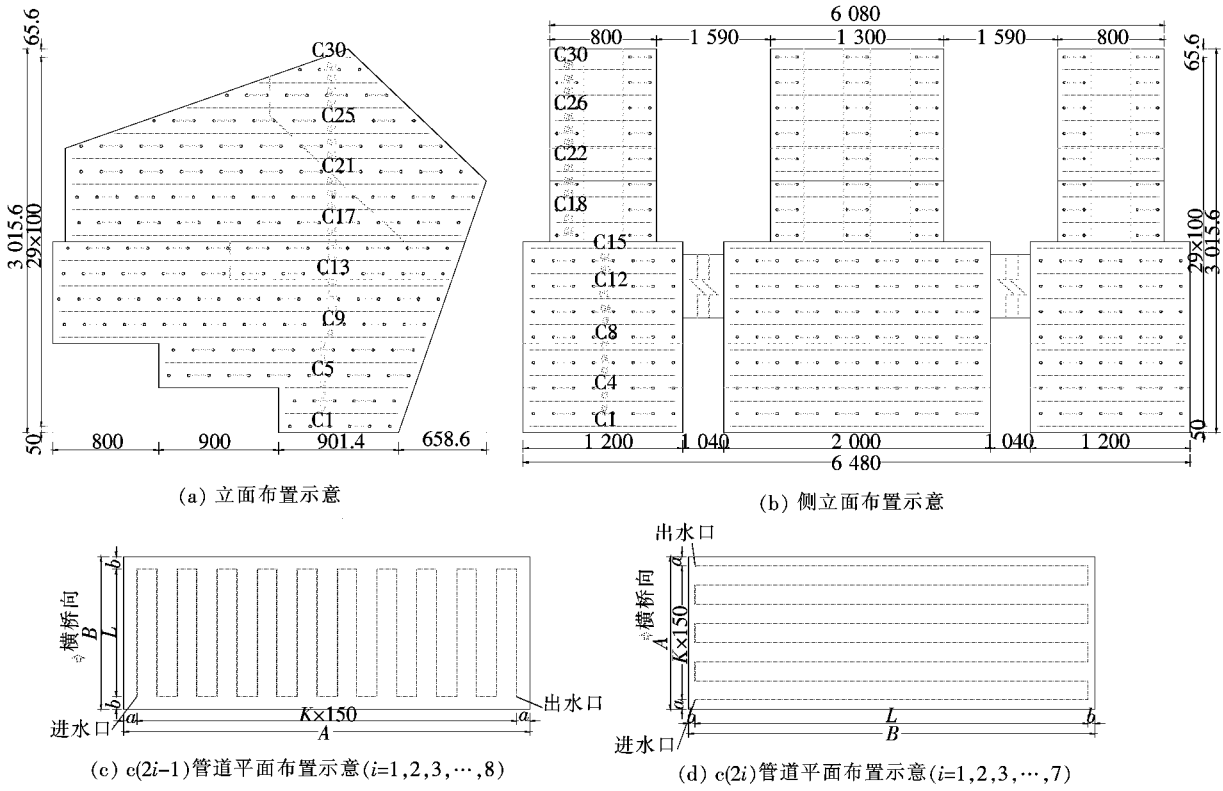 65.6
3 015.6
29×100
50
C30
C25
C21
C17
C13
C9
C5
C1
800
900
901.4
658.6
(a) 立面布置示意
6 080
800
1 590
1 300
1 590
800
C30
C26
C22
C18
C15
C12
C8
C4
C1
65.6
29×100
3 015.6
50
1 200
1 040
2 000
1 040
1 200
6 480
(b) 侧立面布置示意
横桥向
B
L
b
b
a
K×150
a
A
进水口
出水口
(c) c(2i-1)管道平面布置示意(i=1,2,3,…,8)
出水口
横桥向
A
K×150
a
a
b
L
b
B
进水口
(d) c(2i)管道平面布置示意(i=1,2,3,…,7)